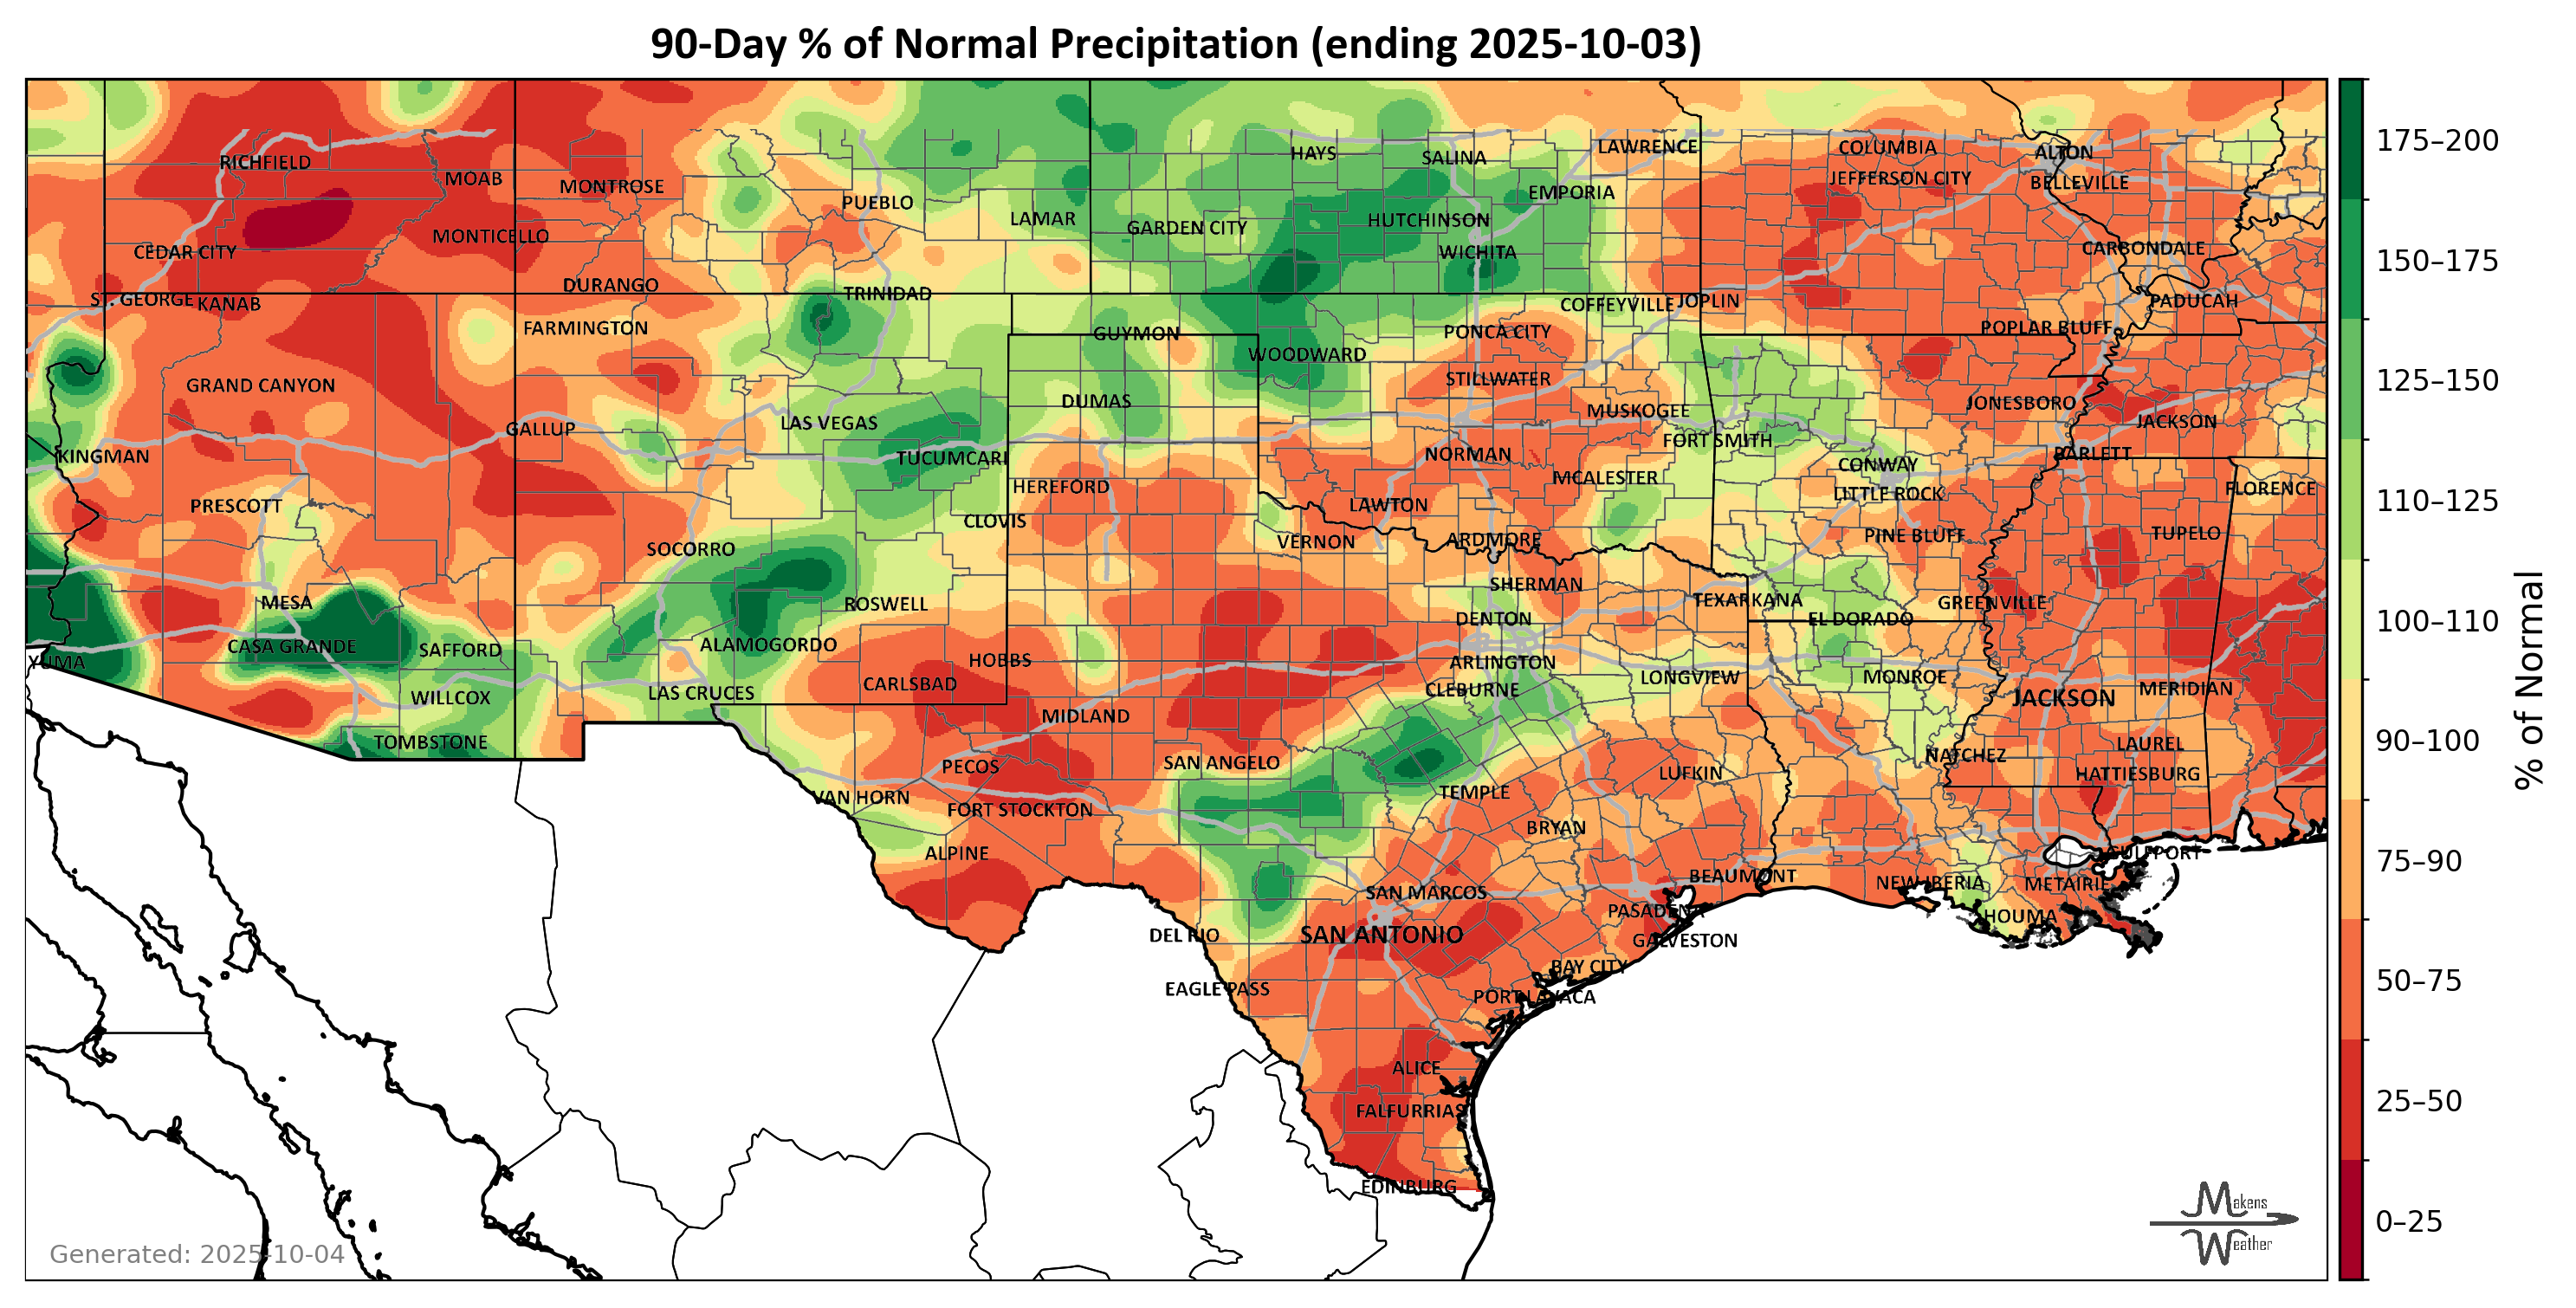 90-Day % of Normal Precipitation (ending 2025-10-03)
RICHFIELD
MOAB
MONTROSE
PUEBLO
LAMAR
HAYS
SALINA
LAWRENCE
EMPORIA
COLUMBIA
JEFFERSON CITY
ALTON
BELLEVILLE
CEDAR CITY
MONTICELLO
DURANGO
GARDEN CITY
HUTCHINSON
WICHITA
CARBONDALE
ST. GEORGE
KANAB
FARMINGTON
TRINIDAD
GUYMON
COFFEYVILLE
JOPLIN
PONCA CITY
POPLAR BLUFF
PADUCAH
GRAND CANYON
WOODWARD
STILLWATER
DUMAS
MUSKOGEE
JONESBORO
JACKSON
GALLUP
LAS VEGAS
FORT SMITH
KINGMAN
TUCUMCARI
NORMAN
BARLETT
CONWAY
HEREFORD
MCALESTER
LITTLE ROCK
FLORENCE
PRESCOTT
LAWTON
CLOVIS
SOCORRO
VERNON
ARDMORE
PINE BLUFF
TUPELO
MESA
ROSWELL
SHERMAN
TEXARKANA
GREENVILLE
CASA GRANDE
SAFFORD
ALAMOGORDO
DENTON
EL DORADO
YUMA
HOBBS
ARLINGTON
WILLCOX
LAS CRUCES
CARLSBAD
CLEBURNE
LONGVIEW
MONROE
JACKSON
MERIDIAN
TOMBSTONE
MIDLAND
PECOS
SAN ANGELO
LUFKIN
NATCHEZ
LAUREL
HATTIESBURG
VAN HORN
FORT STOCKTON
TEMPLE
BRYAN
ALPINE
GULFPORT
SAN MARCOS
BEAUMONT
NEW IBERIA
METAIRIE
DEL RIO
SAN ANTONIO
PASADENA
GALVESTON
HOUMA
EAGLE PASS
BAY CITY
PORT LAVACA
ALICE
FALFURRIAS
EDINBURG
Generated: 2025-10-04
Makens
Weather
175–200
150–175
125–150
110–125
100–110
90–100
75–90
50–75
25–50
0–25
% of Normal